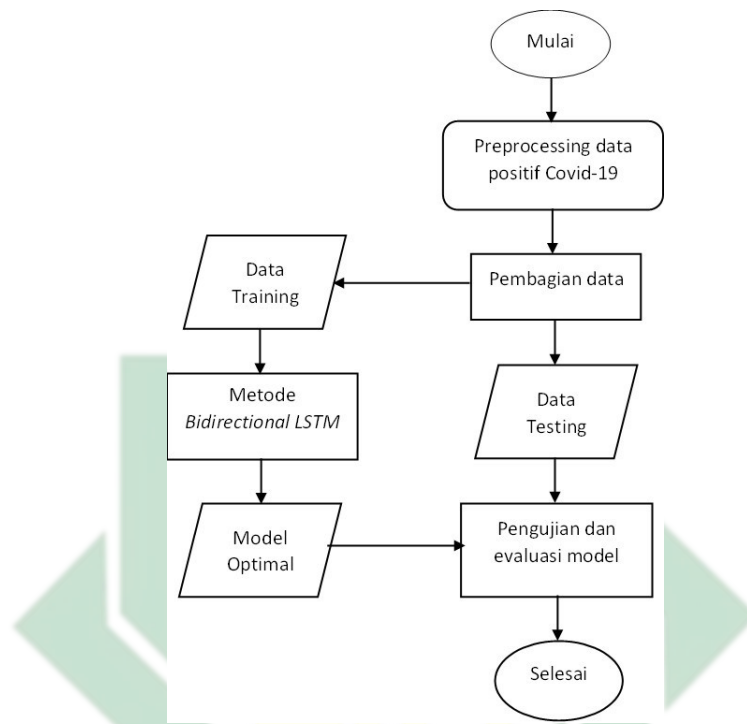 Mulai
Preprocessing data
positif Covid-19
Pembagian data
Data
Training
Metode
Bidirectional LSTM
Data
Testing
Model
Optimal
Pengujian dan
evaluasi model
Selesai